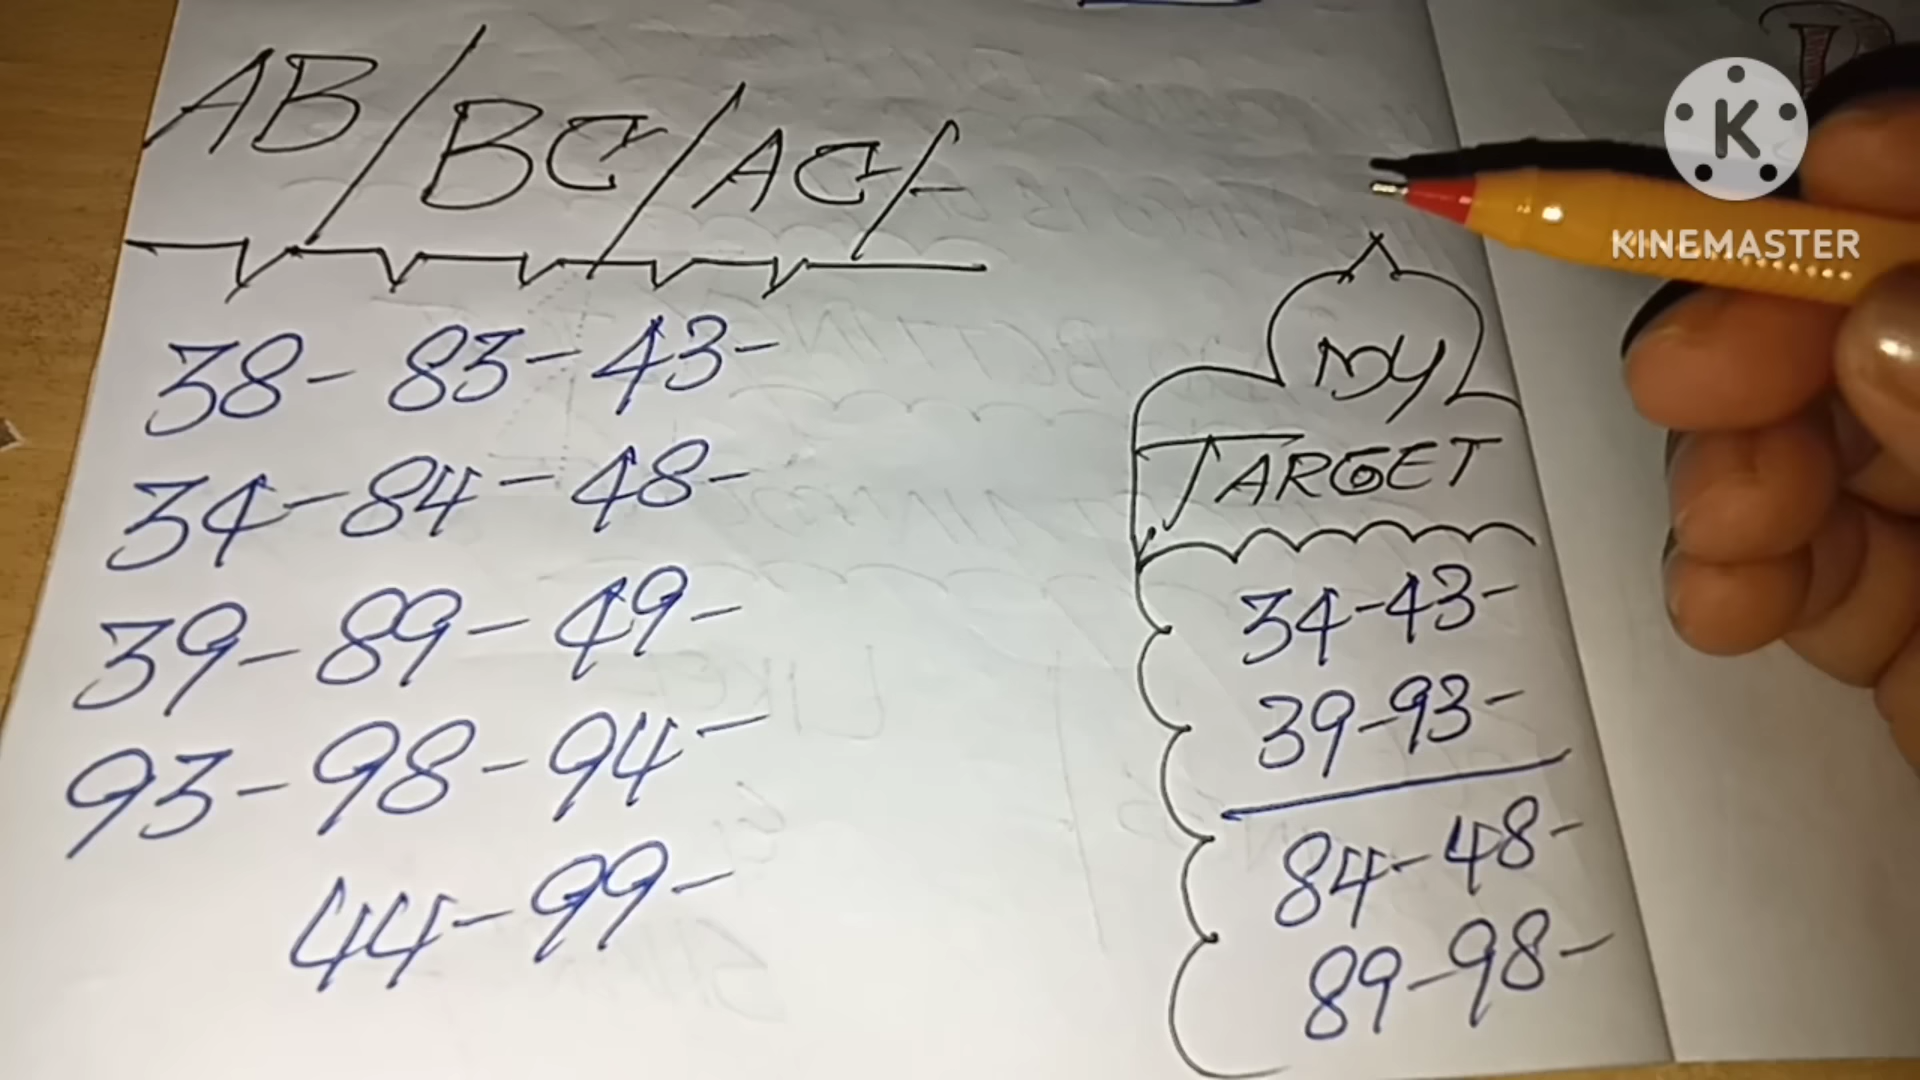 AB/BC/AC/-
38-83-43-
34-84-48-
39-89-49-
93-98-94-
44-99-
MY
TARGET
34-43-
39-93-
84-48-
89-98-
K
KINEMASTER